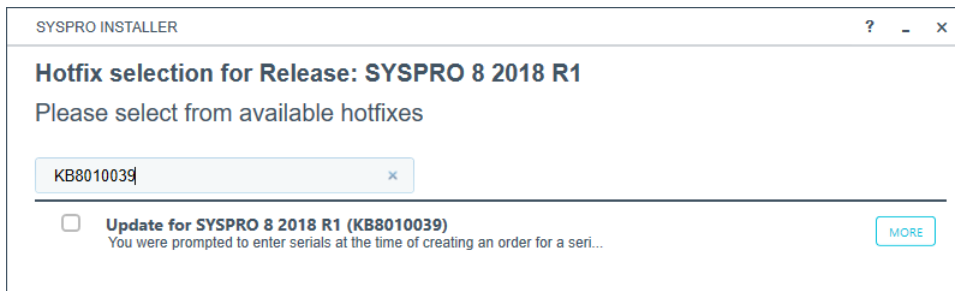 SYSPRO INSTALLER ? - ×
Hotfix selection for Release: SYSPRO 8 2018 R1
Please select from available hotfixes
KB8010039 ×
Update for SYSPRO 8 2018 R1 (KB8010039)
You were prompted to enter serials at the time of creating an order for a seri...
MORE